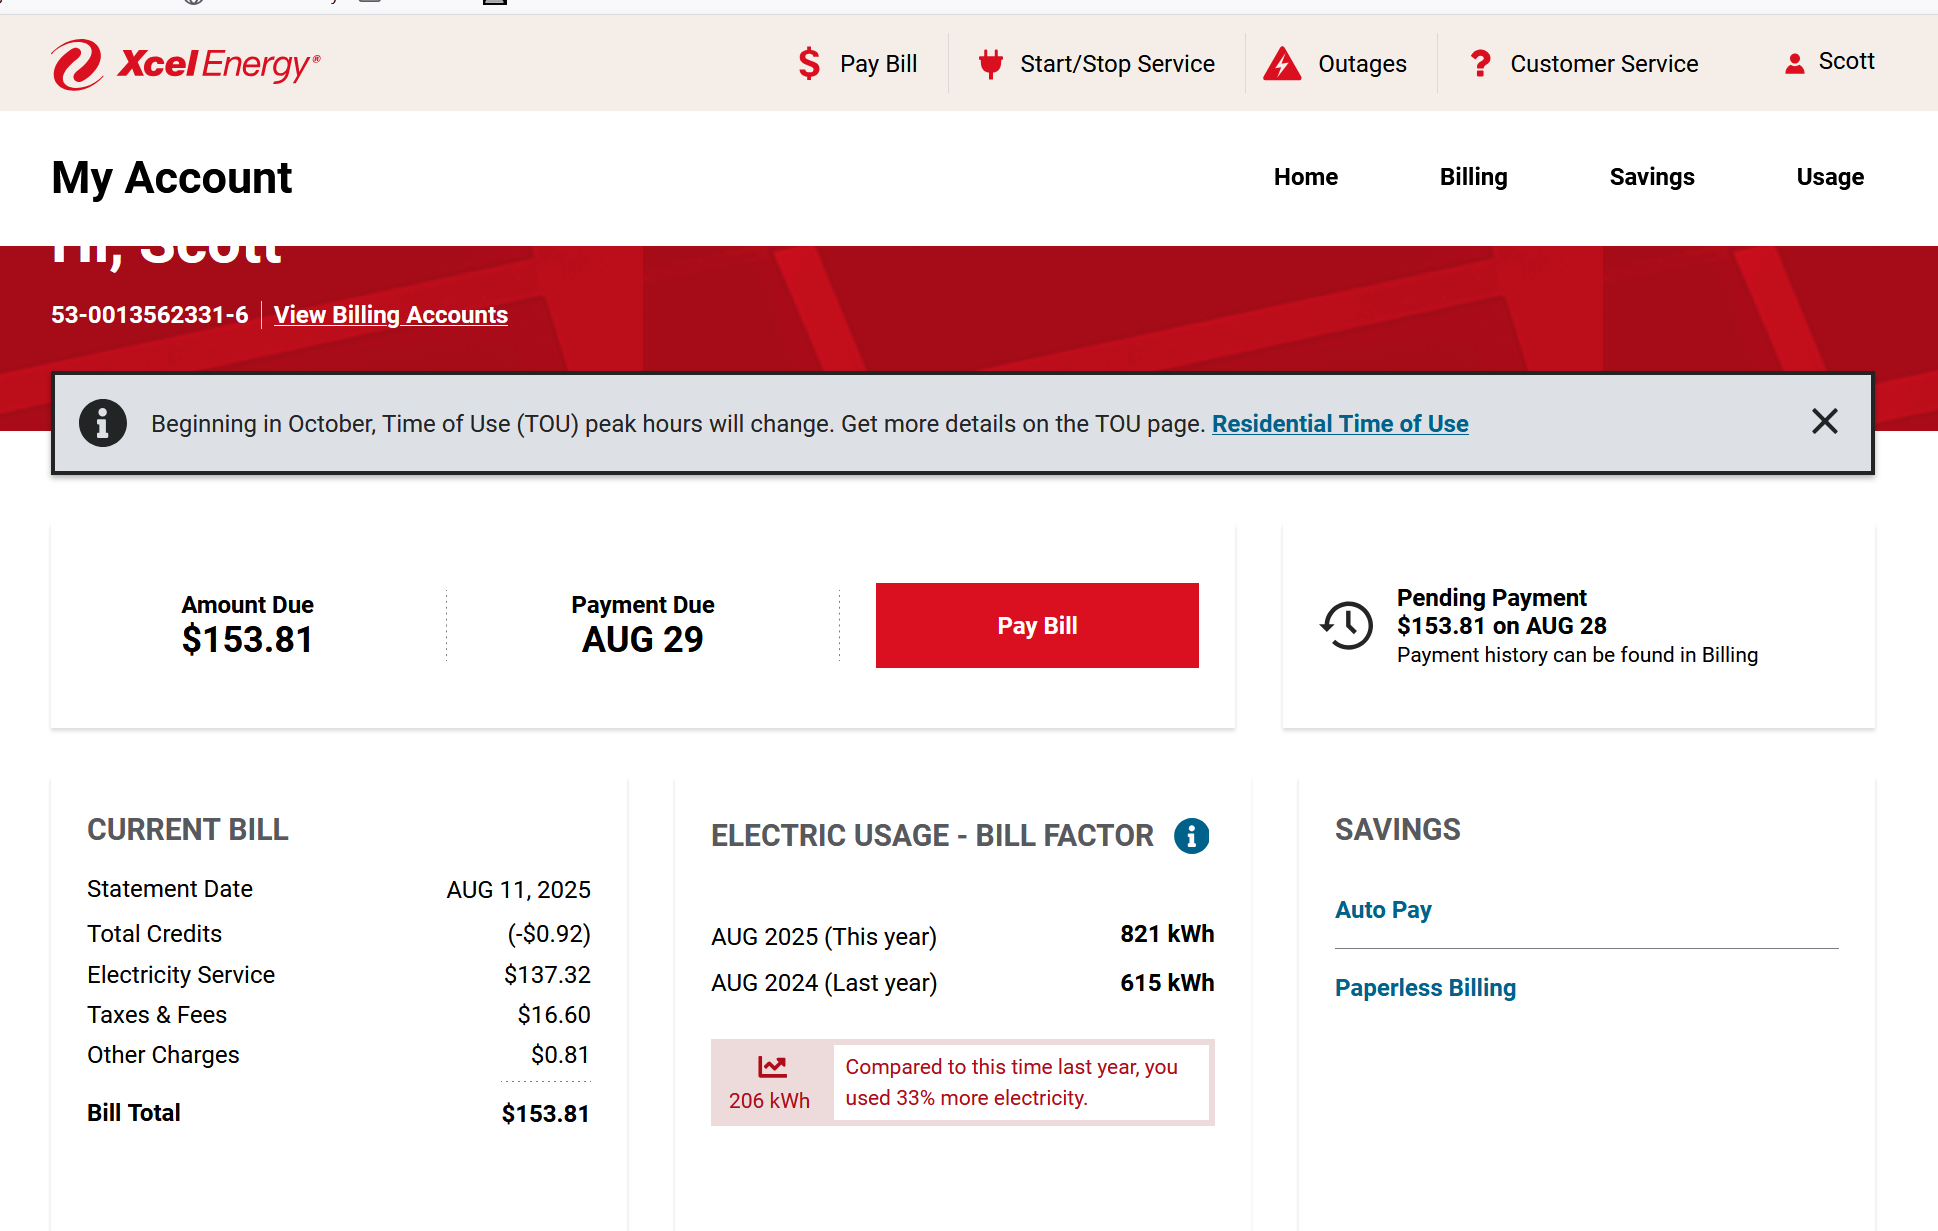 Xcel Energy®
Pay Bill
Start/Stop Service
Outages
Customer Service
Scott
My Account
Home
Billing
Savings
Usage
Hi, Scott
53-0013562331-6
View Billing Accounts
Beginning in October, Time of Use (TOU) peak hours will change. Get more details on the TOU page. Residential Time of Use
Amount Due
$153.81
Payment Due
AUG 29
Pay Bill
Pending Payment
$153.81 on AUG 28
Payment history can be found in Billing
CURRENT BILL
Statement Date AUG 11, 2025
Total Credits (-$0.92)
Electricity Service $137.32
Taxes & Fees $16.60
Other Charges $0.81
Bill Total $153.81
ELECTRIC USAGE - BILL FACTOR
AUG 2025 (This year) 821 kWh
AUG 2024 (Last year) 615 kWh
206 kWh
Compared to this time last year, you
used 33% more electricity.
SAVINGS
Auto Pay
Paperless Billing